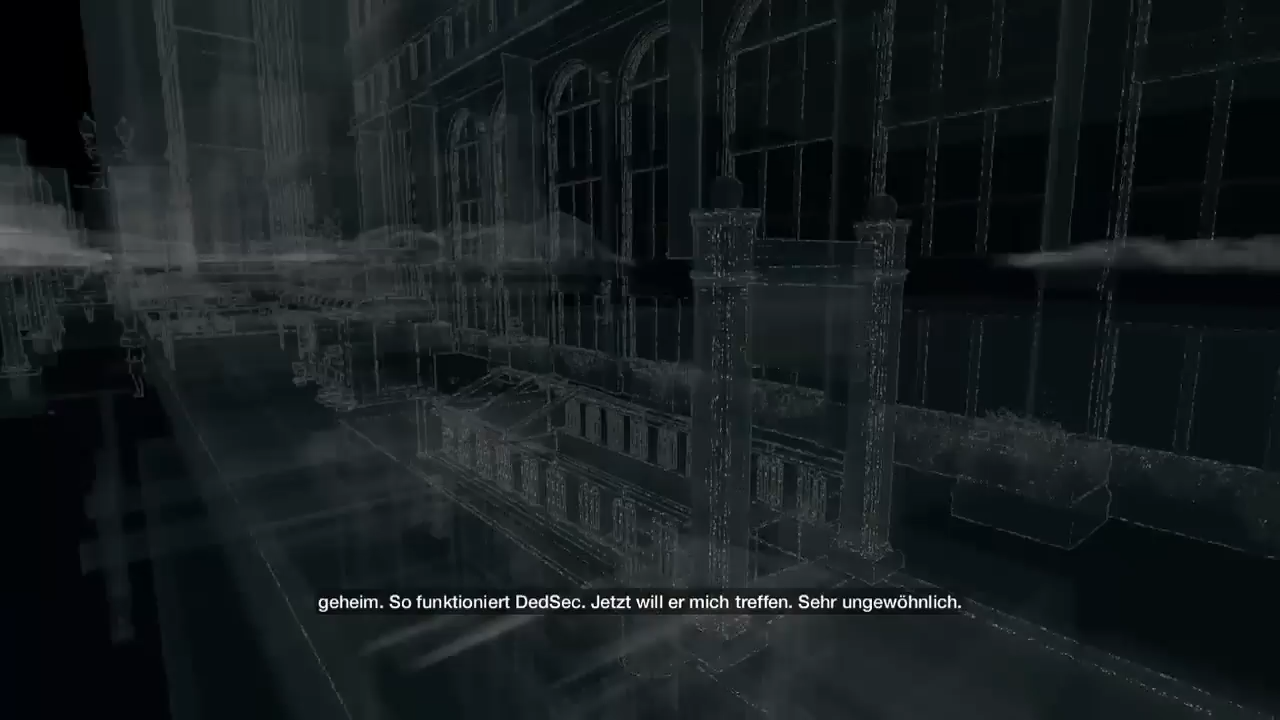 geheim. So funktioniert DedSec. Jetzt will er mich treffen. Sehr ungewöhnlich.